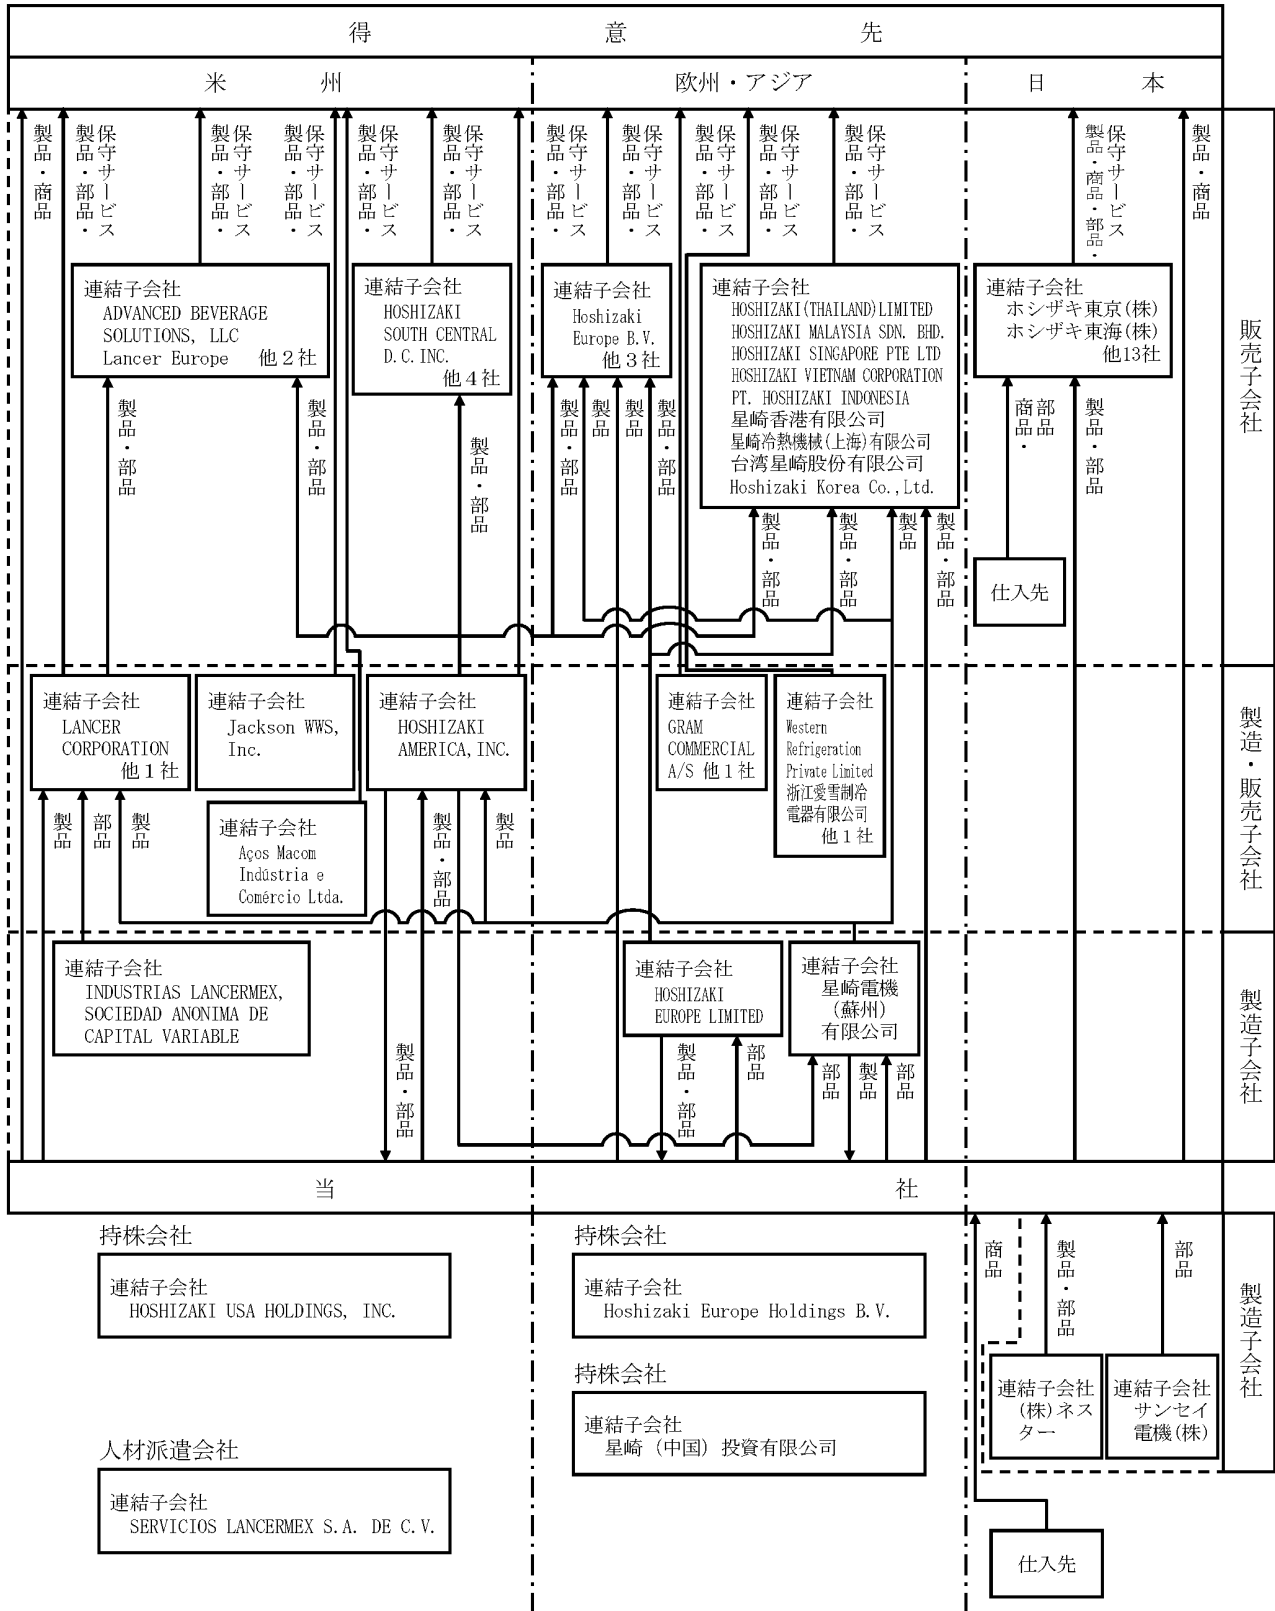 得意先
米州
欧州・アジア
日本
製品・商品
保守サービス
製品・部品・
保守サービス
製品・部品・
保守サービス
製品・部品・
保守サービス
製品・部品・
保守サービス
製品・部品・
保守サービス
製品・部品・
保守サービス
製品・部品・
保守サービス
製品・部品・
保守サービス
製品・部品・
保守サービス
製品・商品・部品・
製品・商品
販売子会社
連結子会社
ADVANCED BEVERAGE
SOLUTIONS, LLC
Lancer Europe 他2社
連結子会社
HOSHIZAKI
SOUTH CENTRAL
D.C.INC.
他4社
連結子会社
Hoshizaki
Europe B.V.
他3社
連結子会社
HOSHIZAKI(THAILAND)LIMITED
HOSHIZAKI MALAYSIA SDN. BHD.
HOSHIZAKI SINGAPORE PTE LTD
HOSHIZAKI VIETNAM CORPORATION
PT. HOSHIZAKI INDONESIA
星崎香港有限公司
星崎冷熱機械(上海)有限公司
台湾星崎股份有限公司
Hoshizaki Korea Co.,Ltd.
連結子会社
ホシザキ東京(株)
ホシザキ東海(株)
他13社
製品・部品
製品・部品
製品・部品
製品・部品
製品
製品
製品・部品
部品
商品・
製品・部品
製品・部品
製品・部品
製品
製品・部品
仕入先
製造・販売子会社
連結子会社
LANCER
CORPORATION
他1社
連結子会社
Jackson WWS,
Inc.
連結子会社
HOSHIZAKI
AMERICA,INC.
連結子会社
GRAM
COMMERCIAL
A/S 他1社
連結子会社
Western
Refrigeration
Private Limited
浙江愛雪制冷
電器有限公司
他1社
製品
部品
製品
連結子会社
Aços Macom
Indústria e
Comércio Ltda.
製品・部品
製品
製造子会社
連結子会社
INDUSTRIAS LANCERMEX,
SOCIEDAD ANONIMA DE
CAPITAL VARIABLE
連結子会社
HOSHIZAKI
EUROPE LIMITED
連結子会社
星崎電機
(蘇州)
有限公司
製品・部品
製品・部品
部品
部品
製品
部品
当社
持株会社
連結子会社
HOSHIZAKI USA HOLDINGS, INC.
持株会社
連結子会社
Hoshizaki Europe Holdings B.V.
商品
製品・部品
部品
製造子会社
持株会社
連結子会社
星崎（中国）投資有限公司
連結子会社
(株)ネス
ター
連結子会社
サンセイ
電機(株)
人材派遣会社
連結子会社
SERVICIOS LANCERMEX S.A. DE C.V.
仕入先